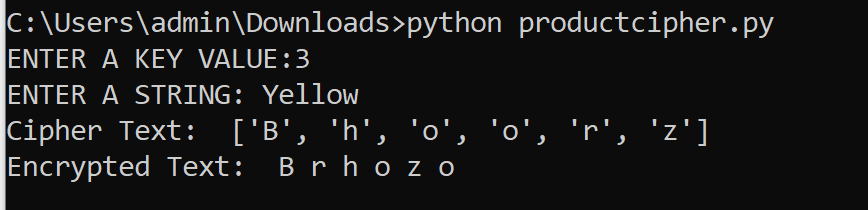 C:\Users\admin\Downloads>python productcipher.py
ENTER A KEY VALUE:3
ENTER A STRING: Yellow
Cipher Text:  ['B', 'h', 'o', 'o', 'r', 'z']
Encrypted Text:  B r h o z o